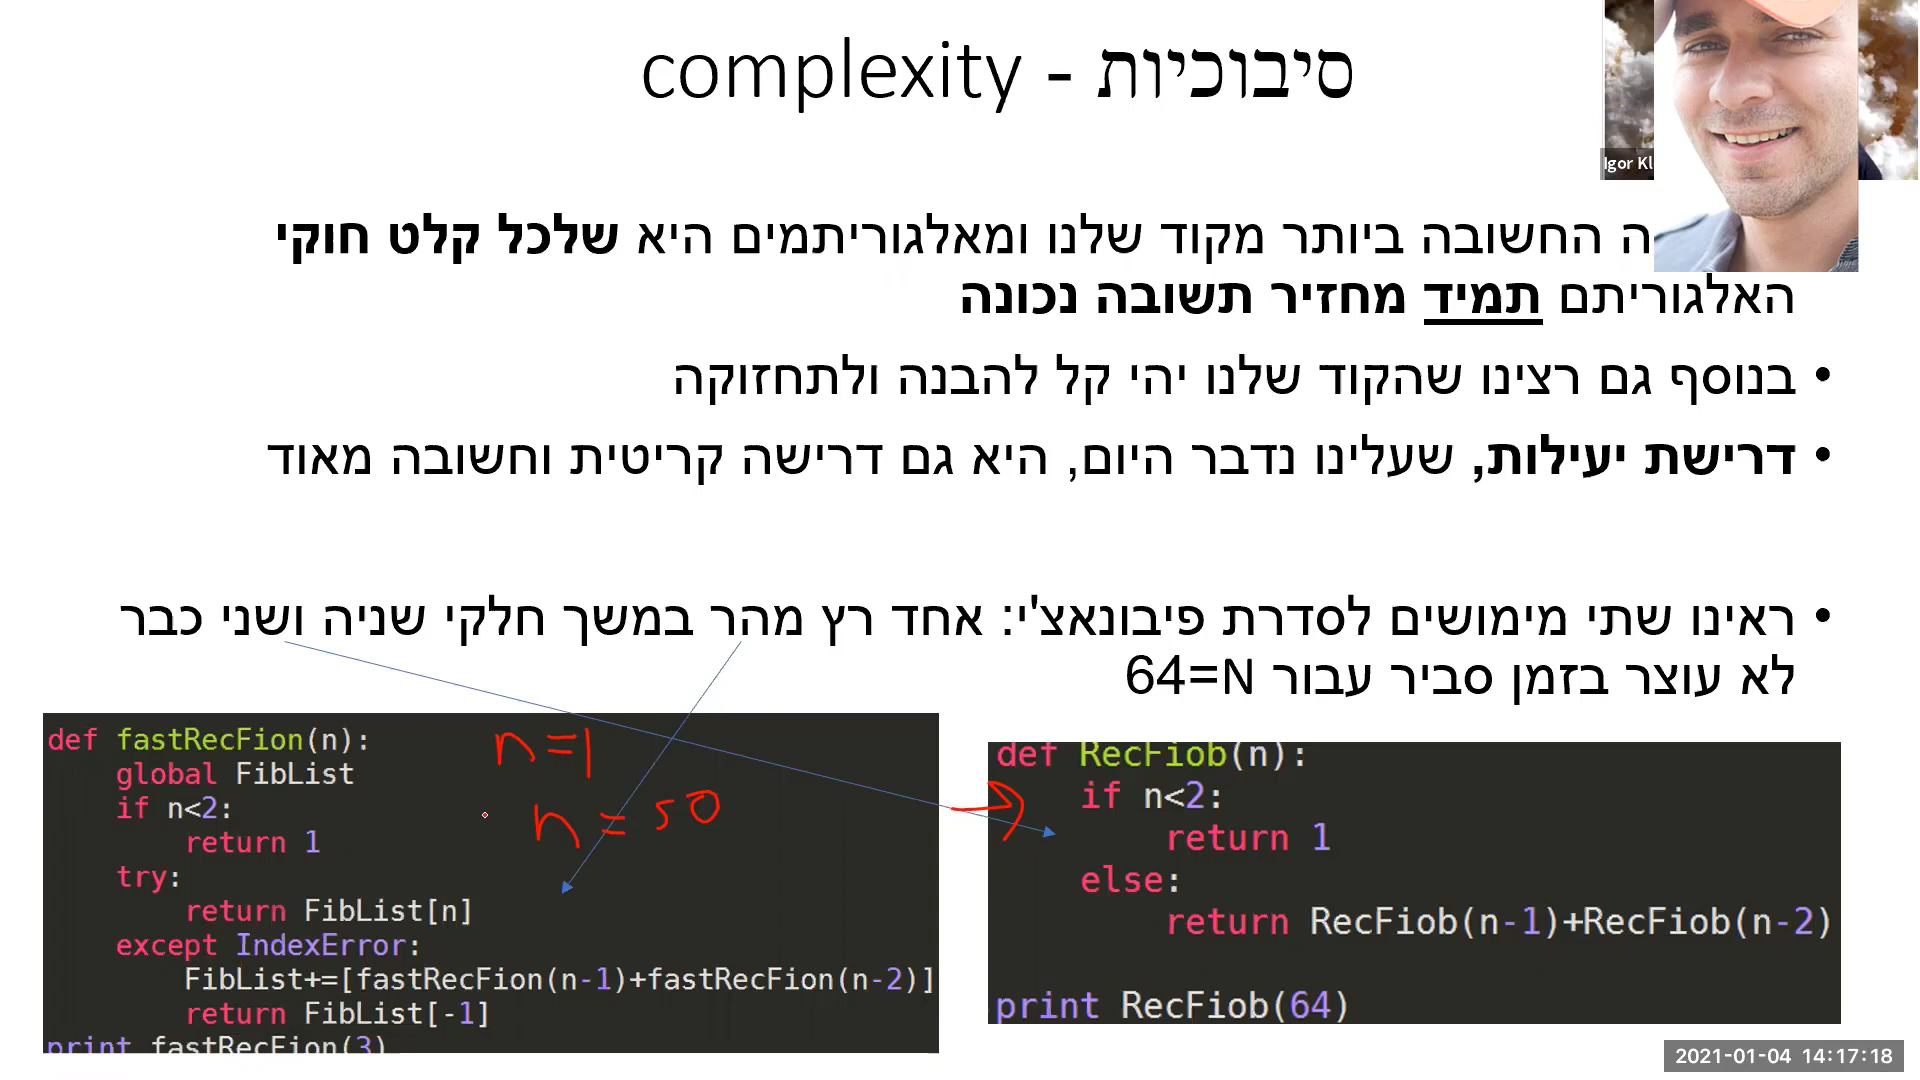 סיבוכיות - complexity
Igor Kl
ה החשובה ביותר מקוד שלנו ומאלגוריתמים היא שלכל קלט חוקי
האלגוריתם תמיד מחזיר תשובה נכונה
• בנוסף גם רצינו שהקוד שלנו יהי קל להבנה ולתחזוקה
• דרישת יעילות, שעלינו נדבר היום, היא גם דרישה קריטית וחשובה מאוד
• ראינו שתי מימושים לסדרת פיבונאצ'י: אחד רץ מהר במשך חלקי שניה ושני כבר
לא עוצר בזמן סביר עבור 64=N
def fastRecFion(n):
global FibList
if n<2:
return 1
try:
return FibList[n]
except IndexError:
FibList+=[fastRecFion(n-1)+fastRecFion(n-2)]
return FibList[-1]
print fastRecFion(3)
n=1
n=50
def RecFiob(n):
if n<2:
return 1
else:
return RecFiob(n-1)+RecFiob(n-2)
print RecFiob(64)
2021-01-04 14:17:18